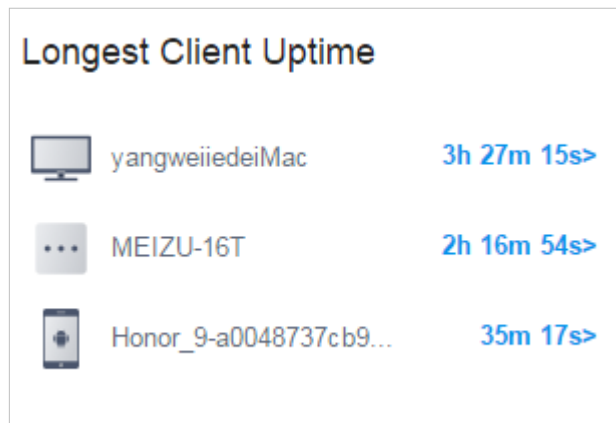 Longest Client Uptime
yangweiiedeiMac 3h 27m 15s>
MEIZU-16T 2h 16m 54s>
Honor_9-a0048737cb9... 35m 17s>